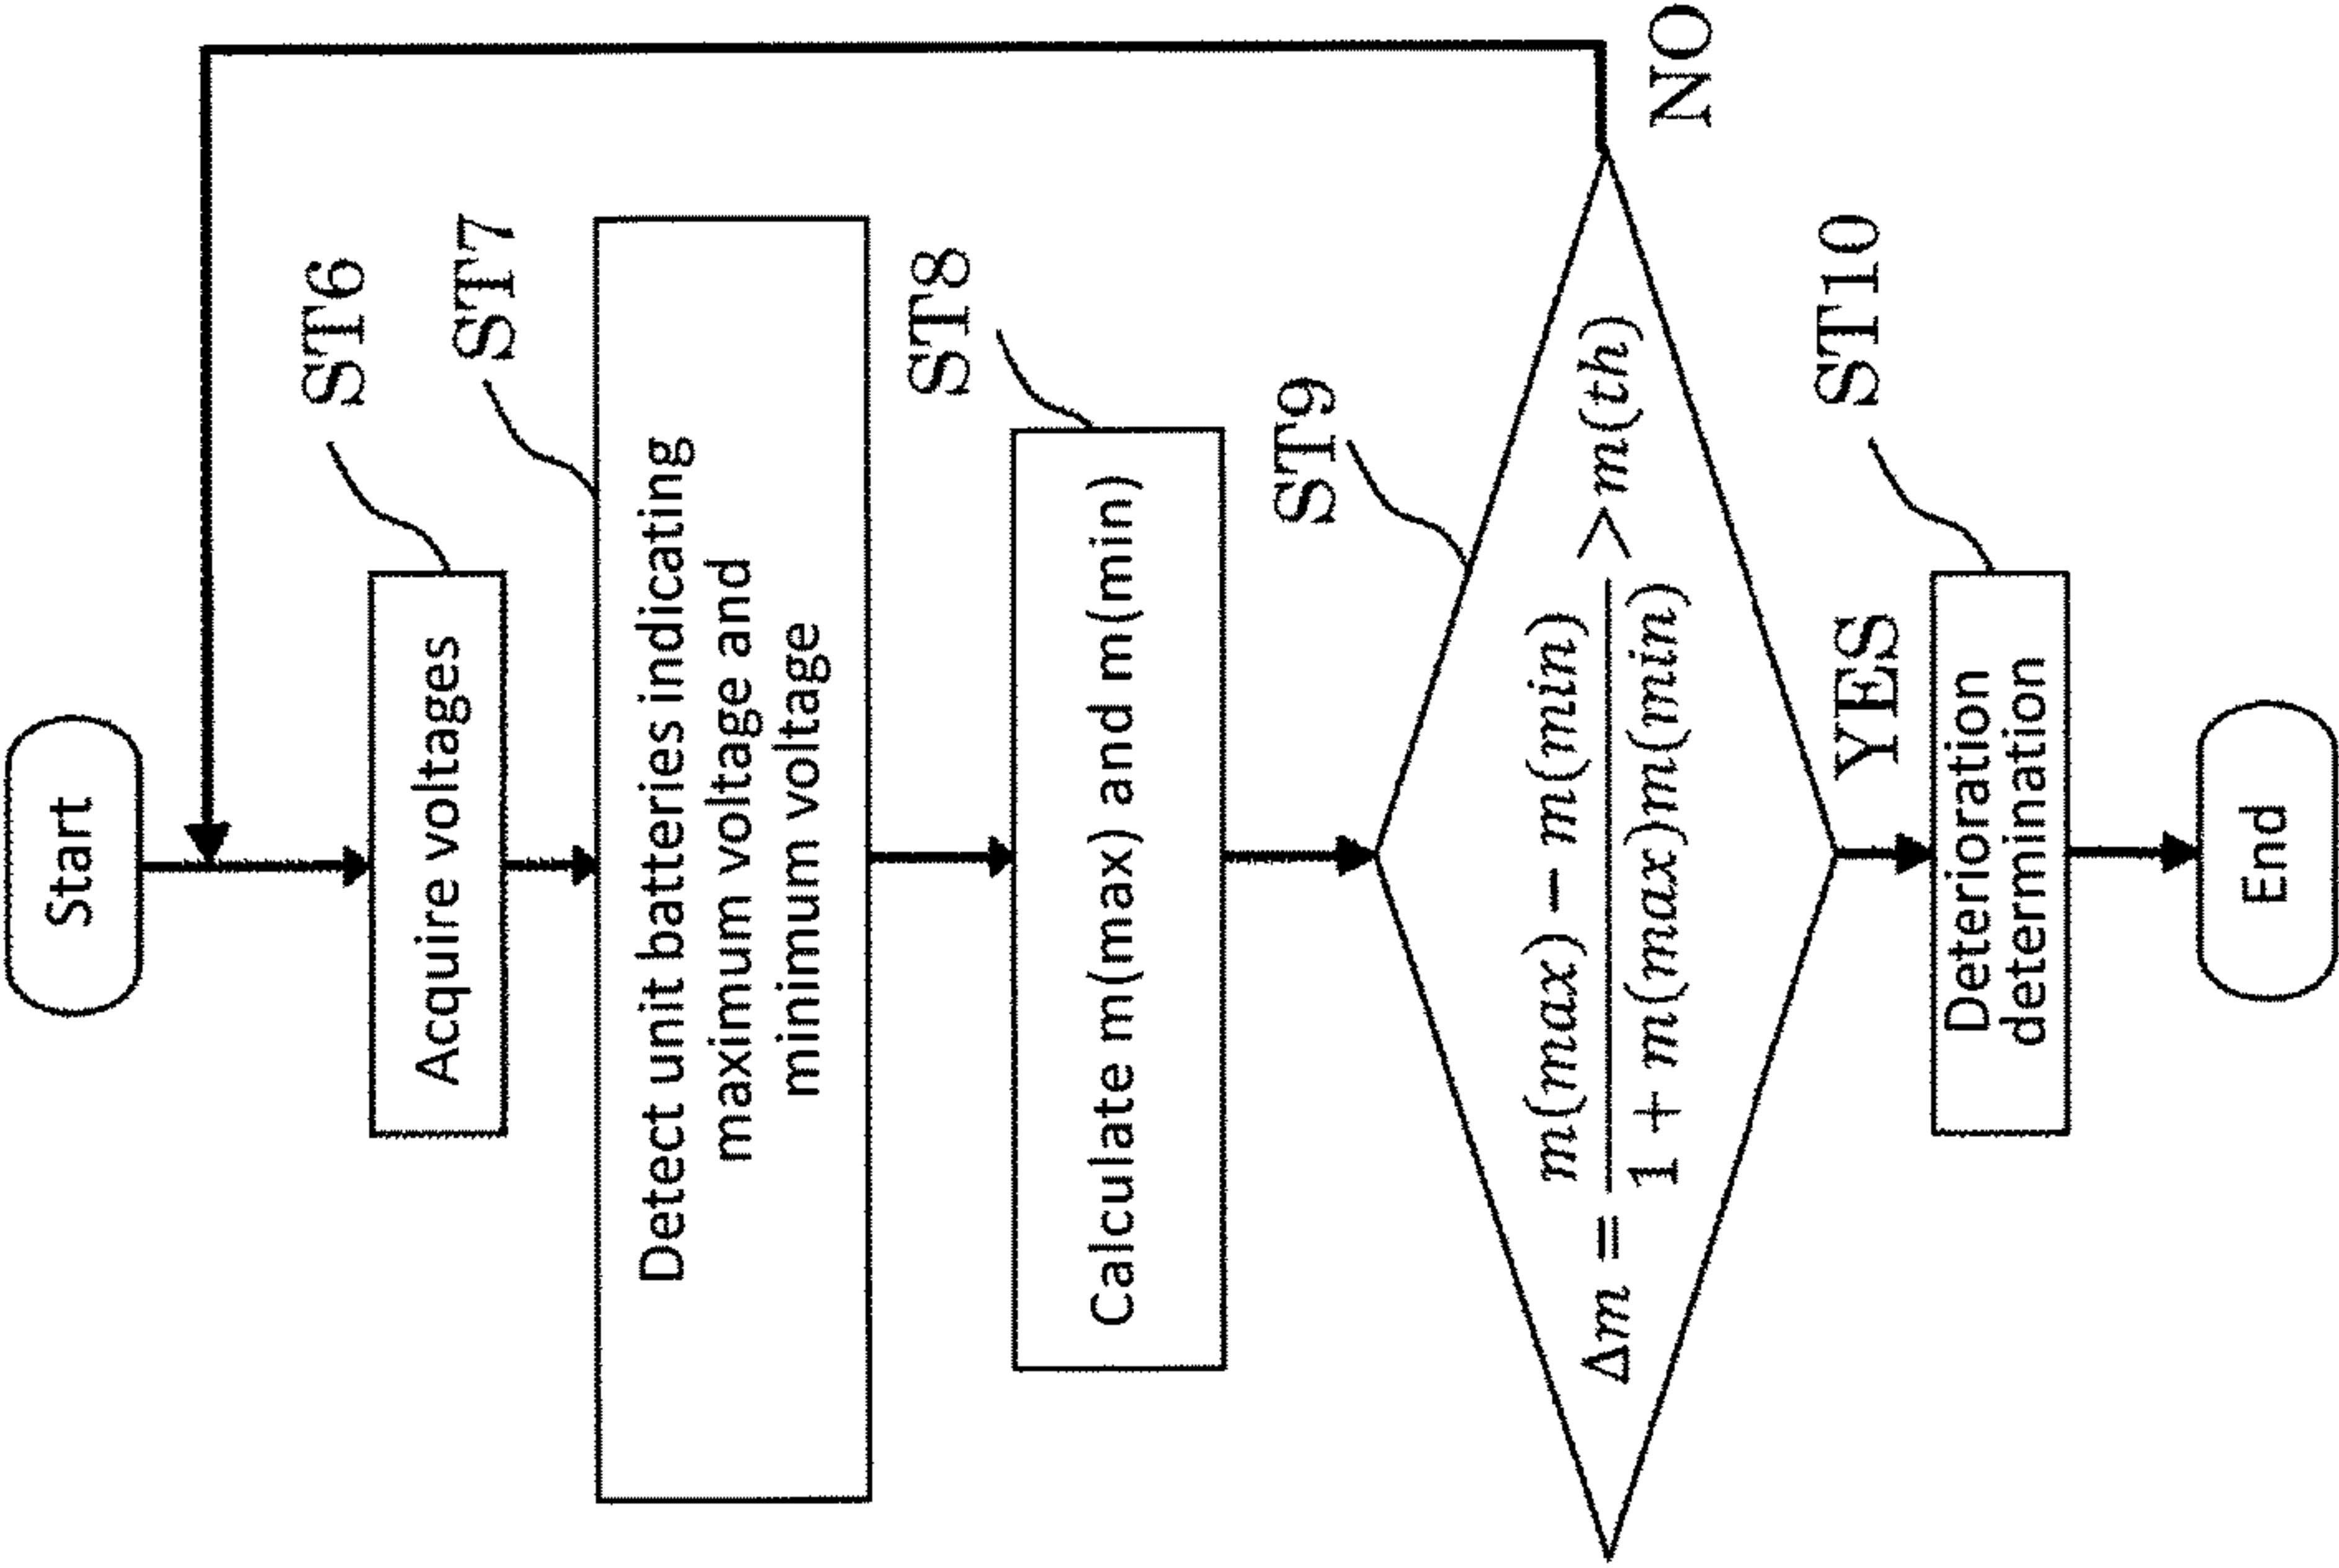 Start
ST6
Acquire voltages
ST7
Detect unit batteries indicating
maximum voltage and
minimum voltage
ST8
Calculate m(max) and m(min)
ST9
Δm = m(max) − m(min) / 1 + m(max)m(min) > m(th)
NO
YES
ST10
Deterioration
determination
End